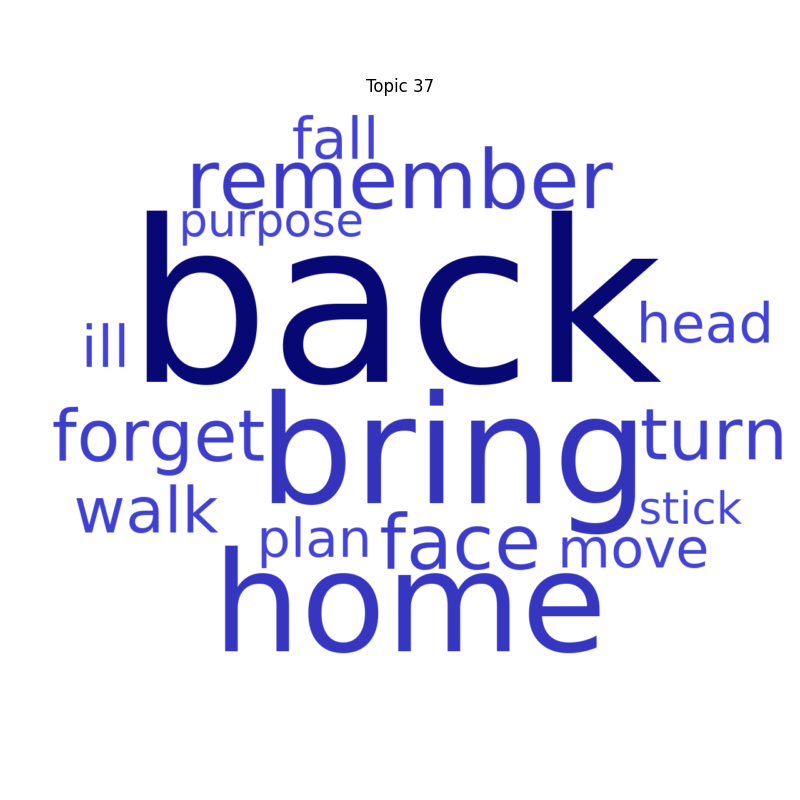 Topic 37
fall
remember
purpose
back
ill
head
forget
bring
turn
walk
stick
plan
face
move
home